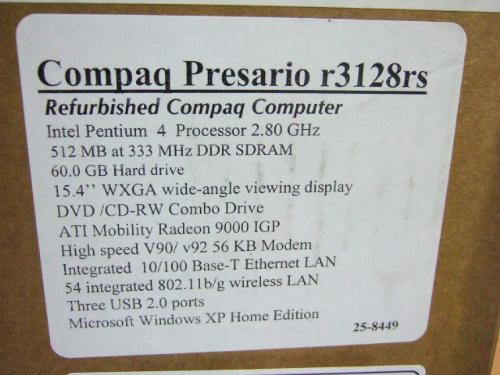 Compaq Presario r3128rs
Refurbished Compaq Computer
Intel Pentium 4 Processor 2.80 GHz
512 MB at 333 MHz DDR SDRAM
60.0 GB Hard drive
15.4’’ WXGA wide-angle viewing display
DVD /CD-RW Combo Drive
ATI Mobility Radeon 9000 IGP
High speed V90/ v92 56 KB Modem
Integrated 10/100 Base-T Ethernet LAN
54 integrated 802.11b/g wireless LAN
Three USB 2.0 ports
Microsoft Windows XP Home Edition
25-8449